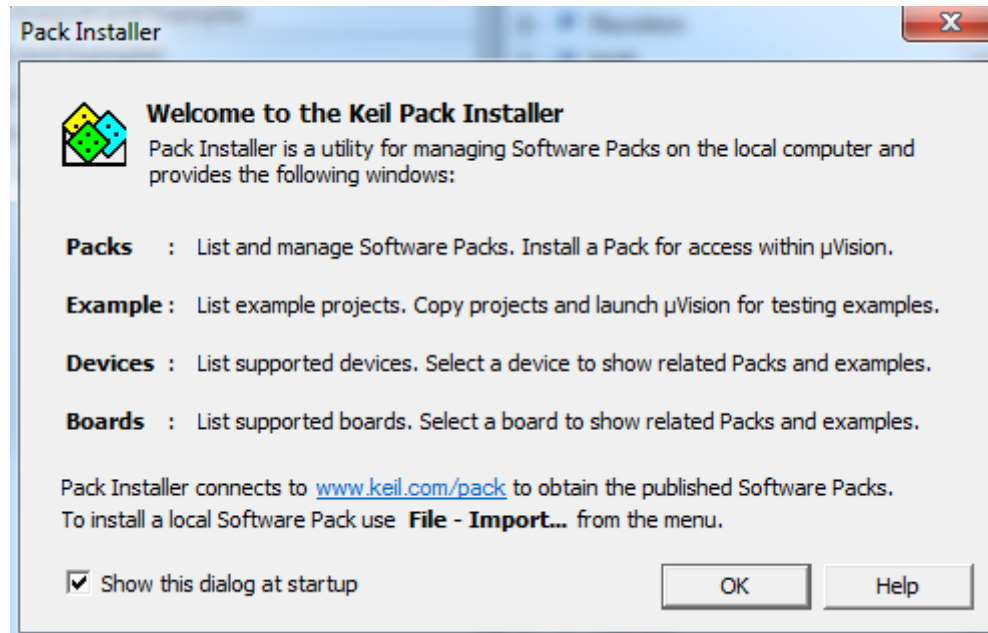 Pack Installer
Welcome to the Keil Pack Installer
Pack Installer is a utility for managing Software Packs on the local computer and
provides the following windows:
Packs : List and manage Software Packs. Install a Pack for access within µVision.
Example : List example projects. Copy projects and launch µVision for testing examples.
Devices : List supported devices. Select a device to show related Packs and examples.
Boards : List supported boards. Select a board to show related Packs and examples.
Pack Installer connects to www.keil.com/pack to obtain the published Software Packs.
To install a local Software Pack use File - Import... from the menu.
Show this dialog at startup
OK
Help